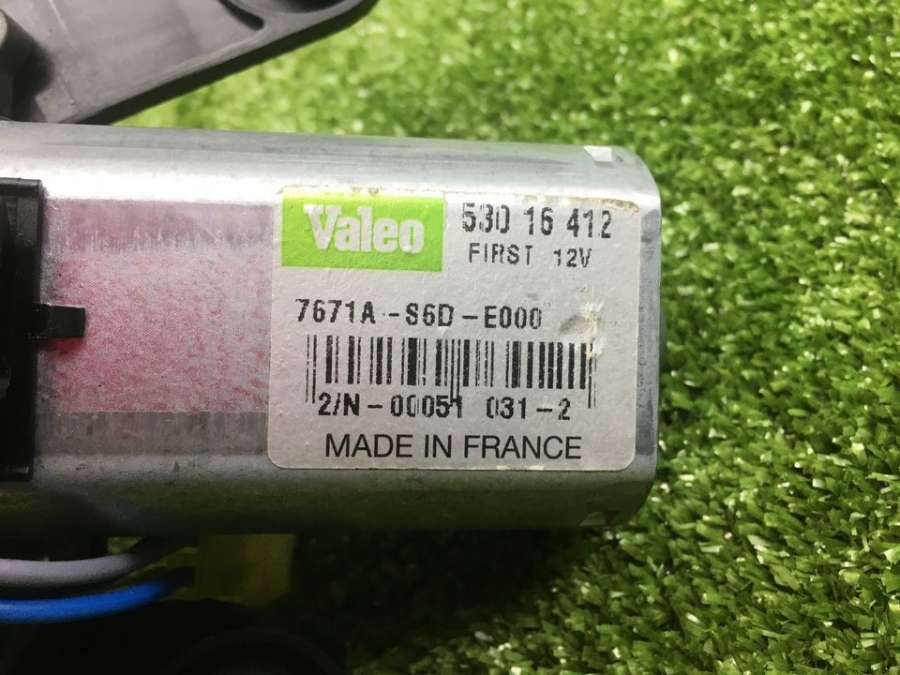 Valeo
530 16 412
FIRST 12V
7671A-S6D-E000
2/N-00051 031-2
MADE IN FRANCE